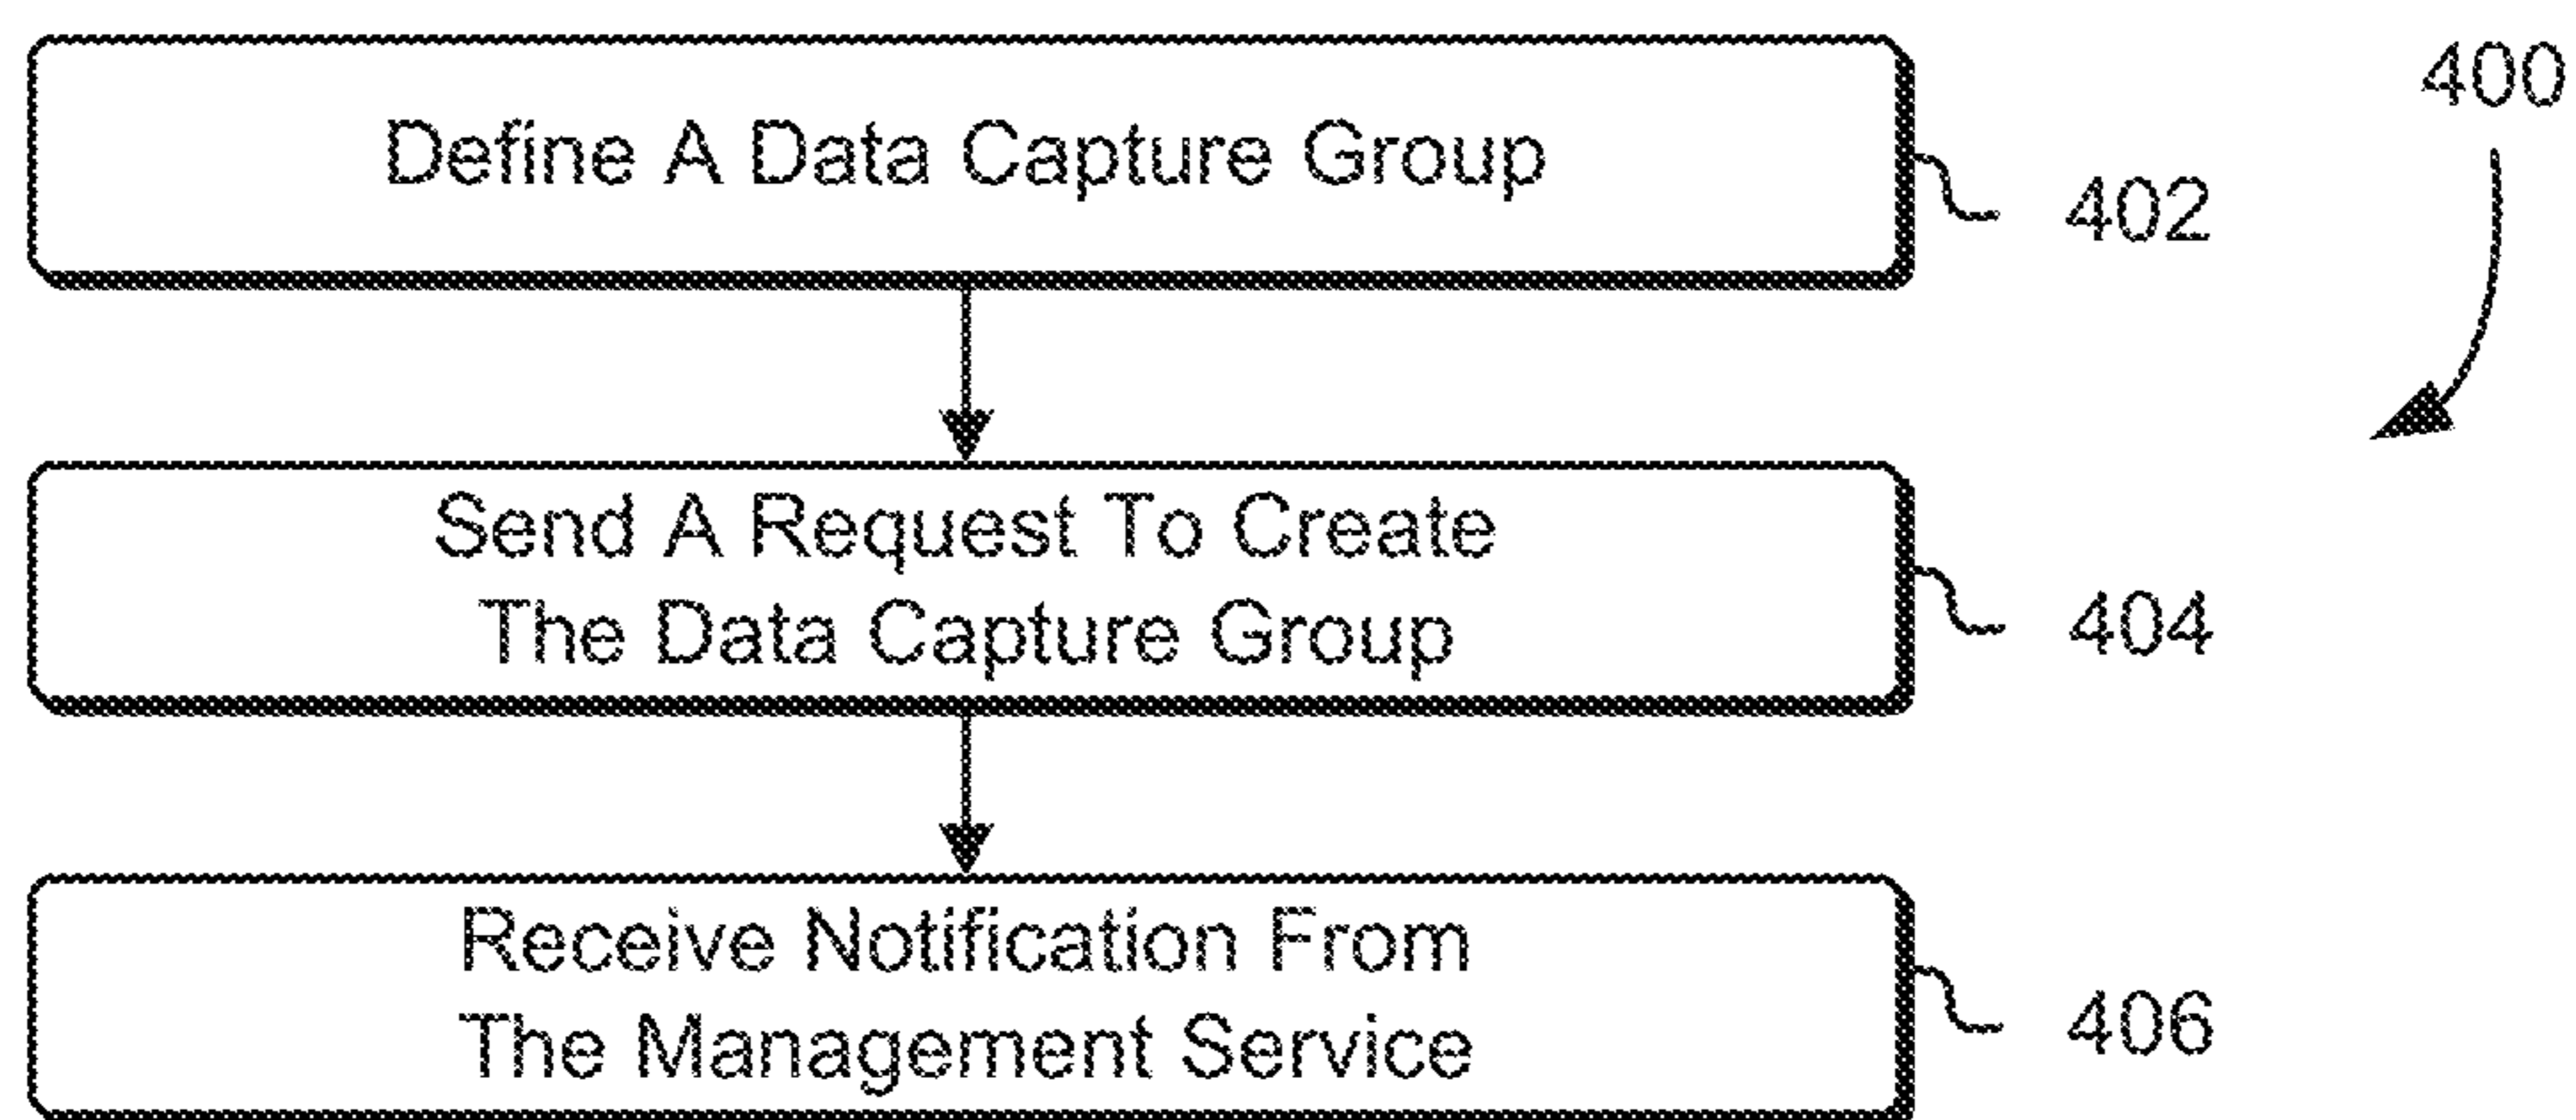 400
Define A Data Capture Group
402
Send A Request To Create
The Data Capture Group
404
Receive Notification From
The Management Service
406